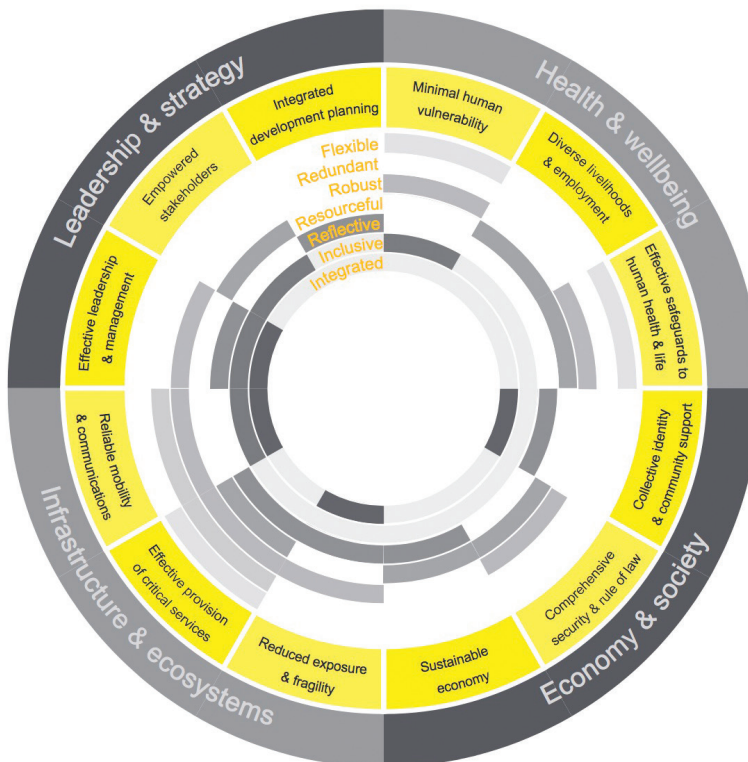 Leadership & strategy
Health & wellbeing
Economy & society
Infrastructure & ecosystems
Integrated
development planning
Minimal human
vulnerability
Diverse livelihoods
& employment
Effective safeguards to
human health & life
Collective identity
& community support
Comprehensive
security & rule of law
Sustainable
economy
Reduced exposure
& fragility
Effective provision
of critical services
Reliable mobility
& communications
Effective leadership
& management
Empowered
stakeholders
Flexible
Redundant
Robust
Resourceful
Reflective
Inclusive
Integrated